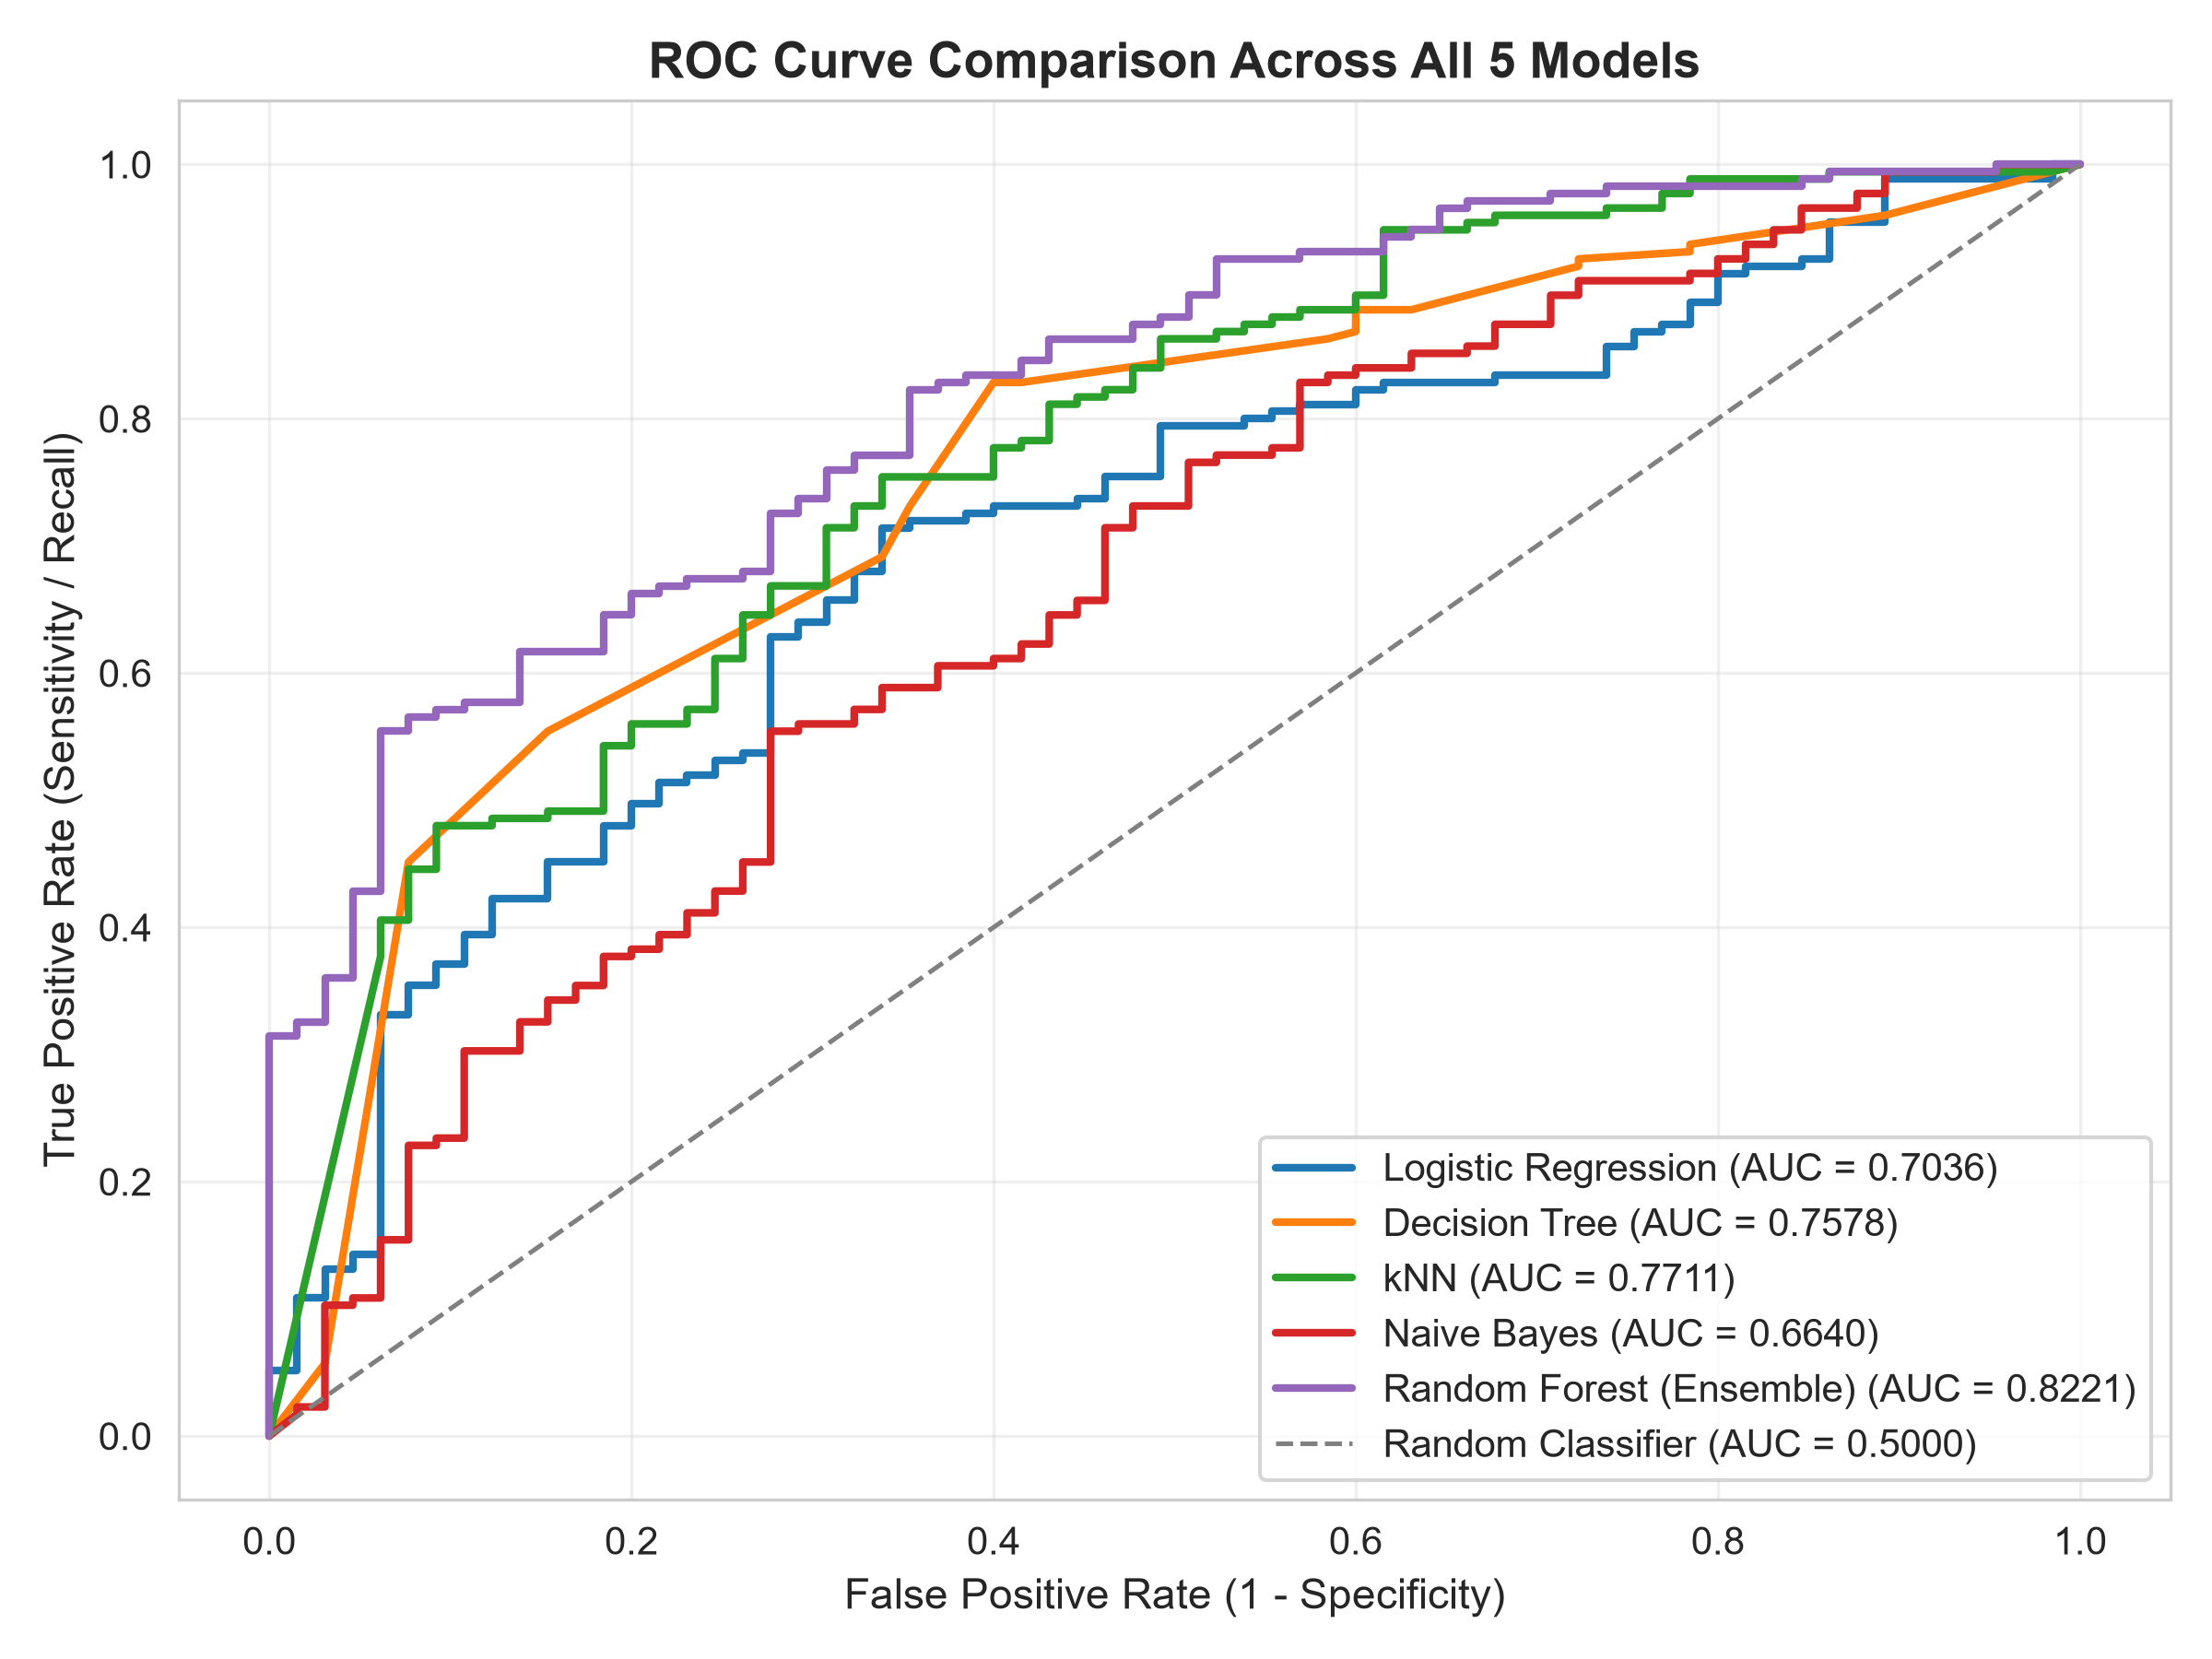 ROC Curve Comparison Across All 5 Models
True Positive Rate (Sensitivity / Recall)
1.0
0.8
0.6
0.4
0.2
0.0
Logistic Regression (AUC = 0.7036)
Decision Tree (AUC = 0.7578)
kNN (AUC = 0.7711)
Naive Bayes (AUC = 0.6640)
Random Forest (Ensemble) (AUC = 0.8221)
Random Classifier (AUC = 0.5000)
0.0 0.2 0.4 0.6 0.8 1.0
False Positive Rate (1 - Specificity)